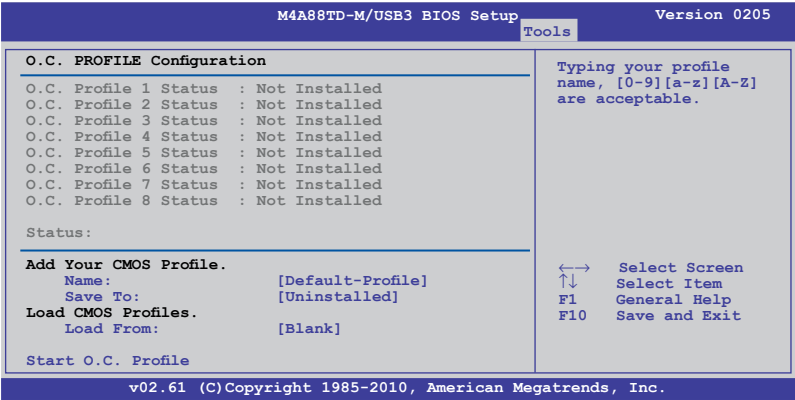 M4A88TD-M/USB3 BIOS Setup Version 0205
Tools
O.C. PROFILE Configuration
O.C. Profile 1 Status : Not Installed
O.C. Profile 2 Status : Not Installed
O.C. Profile 3 Status : Not Installed
O.C. Profile 4 Status : Not Installed
O.C. Profile 5 Status : Not Installed
O.C. Profile 6 Status : Not Installed
O.C. Profile 7 Status : Not Installed
O.C. Profile 8 Status : Not Installed
Status:
Add Your CMOS Profile.
Name: [Default-Profile]
Save To: [Uninstalled]
Load CMOS Profiles.
Load From: [Blank]
Start O.C. Profile
Typing your profile
name, [0-9][a-z][A-Z]
are acceptable.
←→ Select Screen
↑↓ Select Item
F1 General Help
F10 Save and Exit
v02.61 (C)Copyright 1985-2010, American Megatrends, Inc.